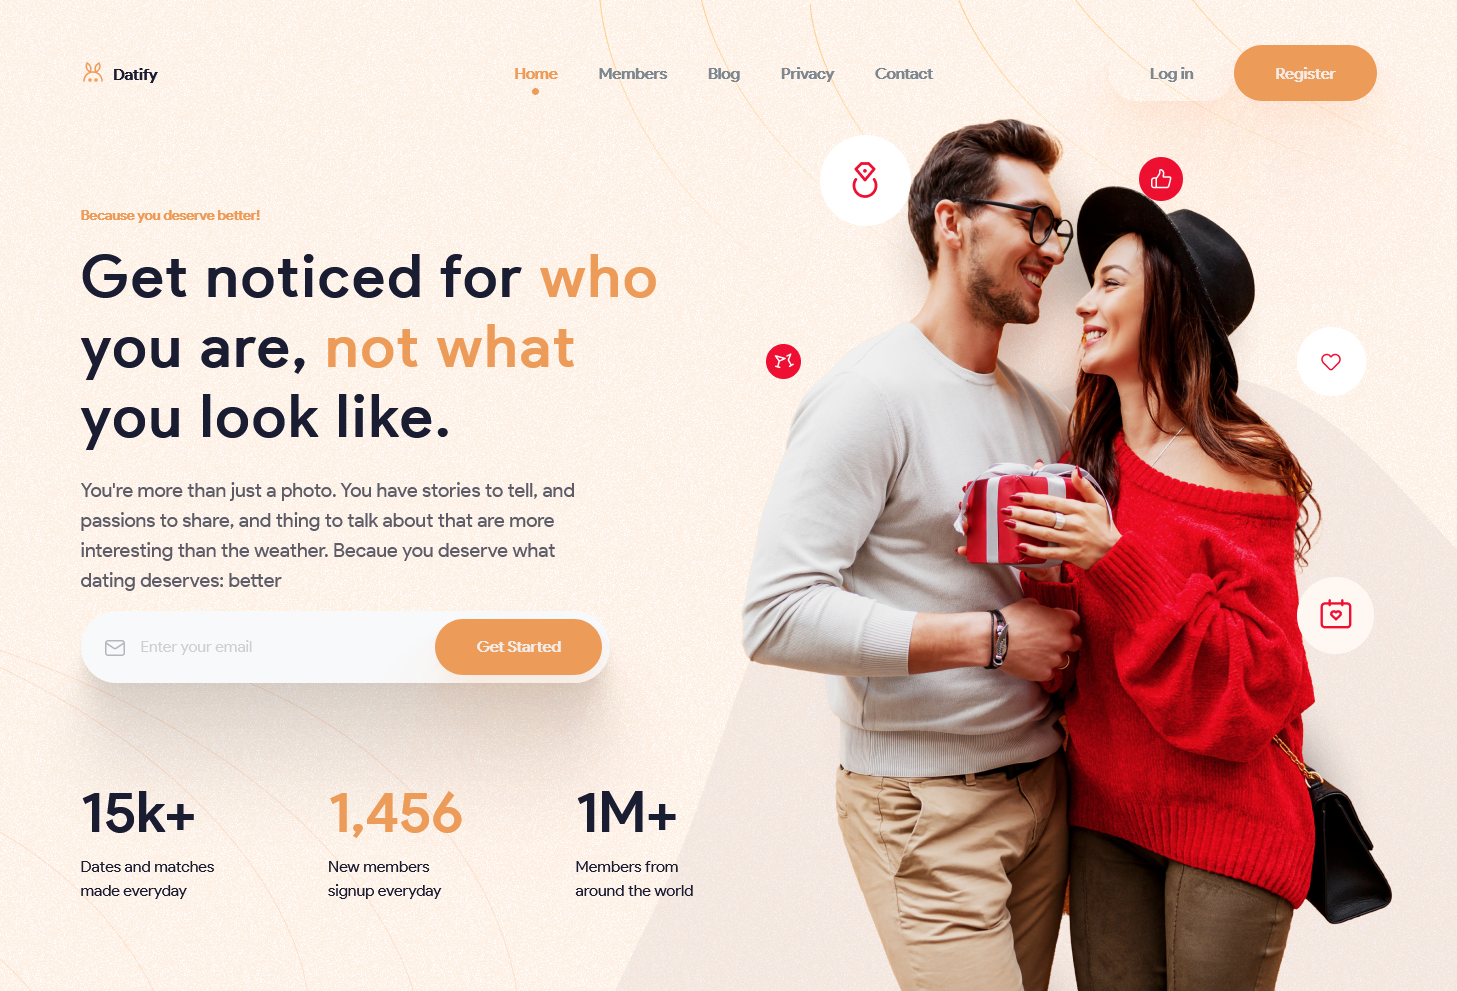 Datify
Home Members Blog Privacy Contact
Log in Register
Because you deserve better!
Get noticed for who
you are, not what
you look like.
You're more than just a photo. You have stories to tell, and
passions to share, and thing to talk about that are more
interesting than the weather. Becaue you deserve what
dating deserves: better
Enter your email Get Started
15k+ 1,456 1M+
Dates and matches New members Members from
made everyday signup everyday around the world